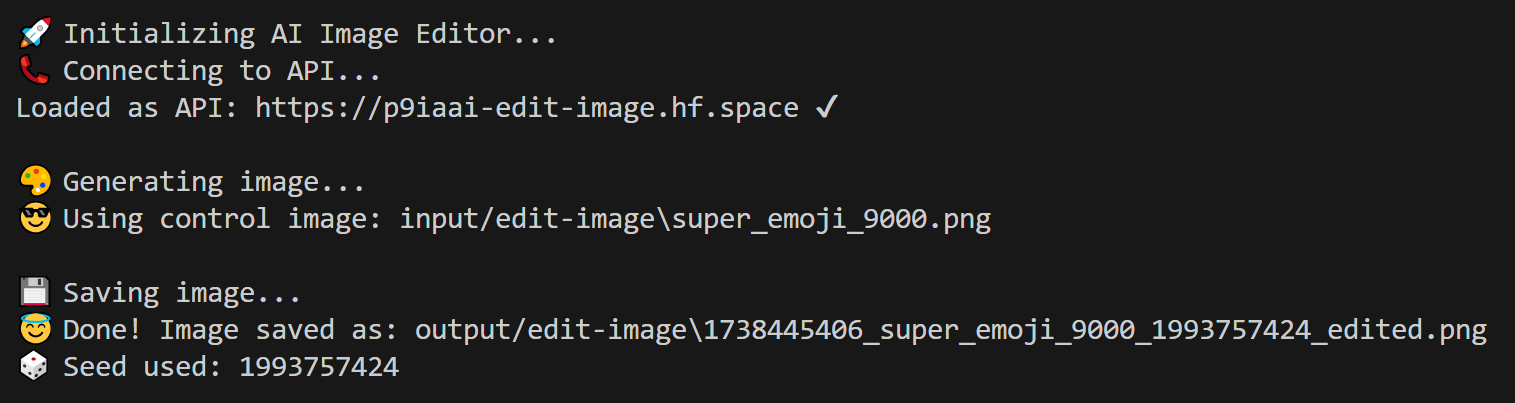 🚀 Initializing AI Image Editor...
📞 Connecting to API...
Loaded as API: https://p9iaai-edit-image.hf.space ✔
🎨 Generating image...
😎 Using control image: input/edit-image\super_emoji_9000.png
💾 Saving image...
😇 Done! Image saved as: output/edit-image\1738445406_super_emoji_9000_1993757424_edited.png
🎲 Seed used: 1993757424